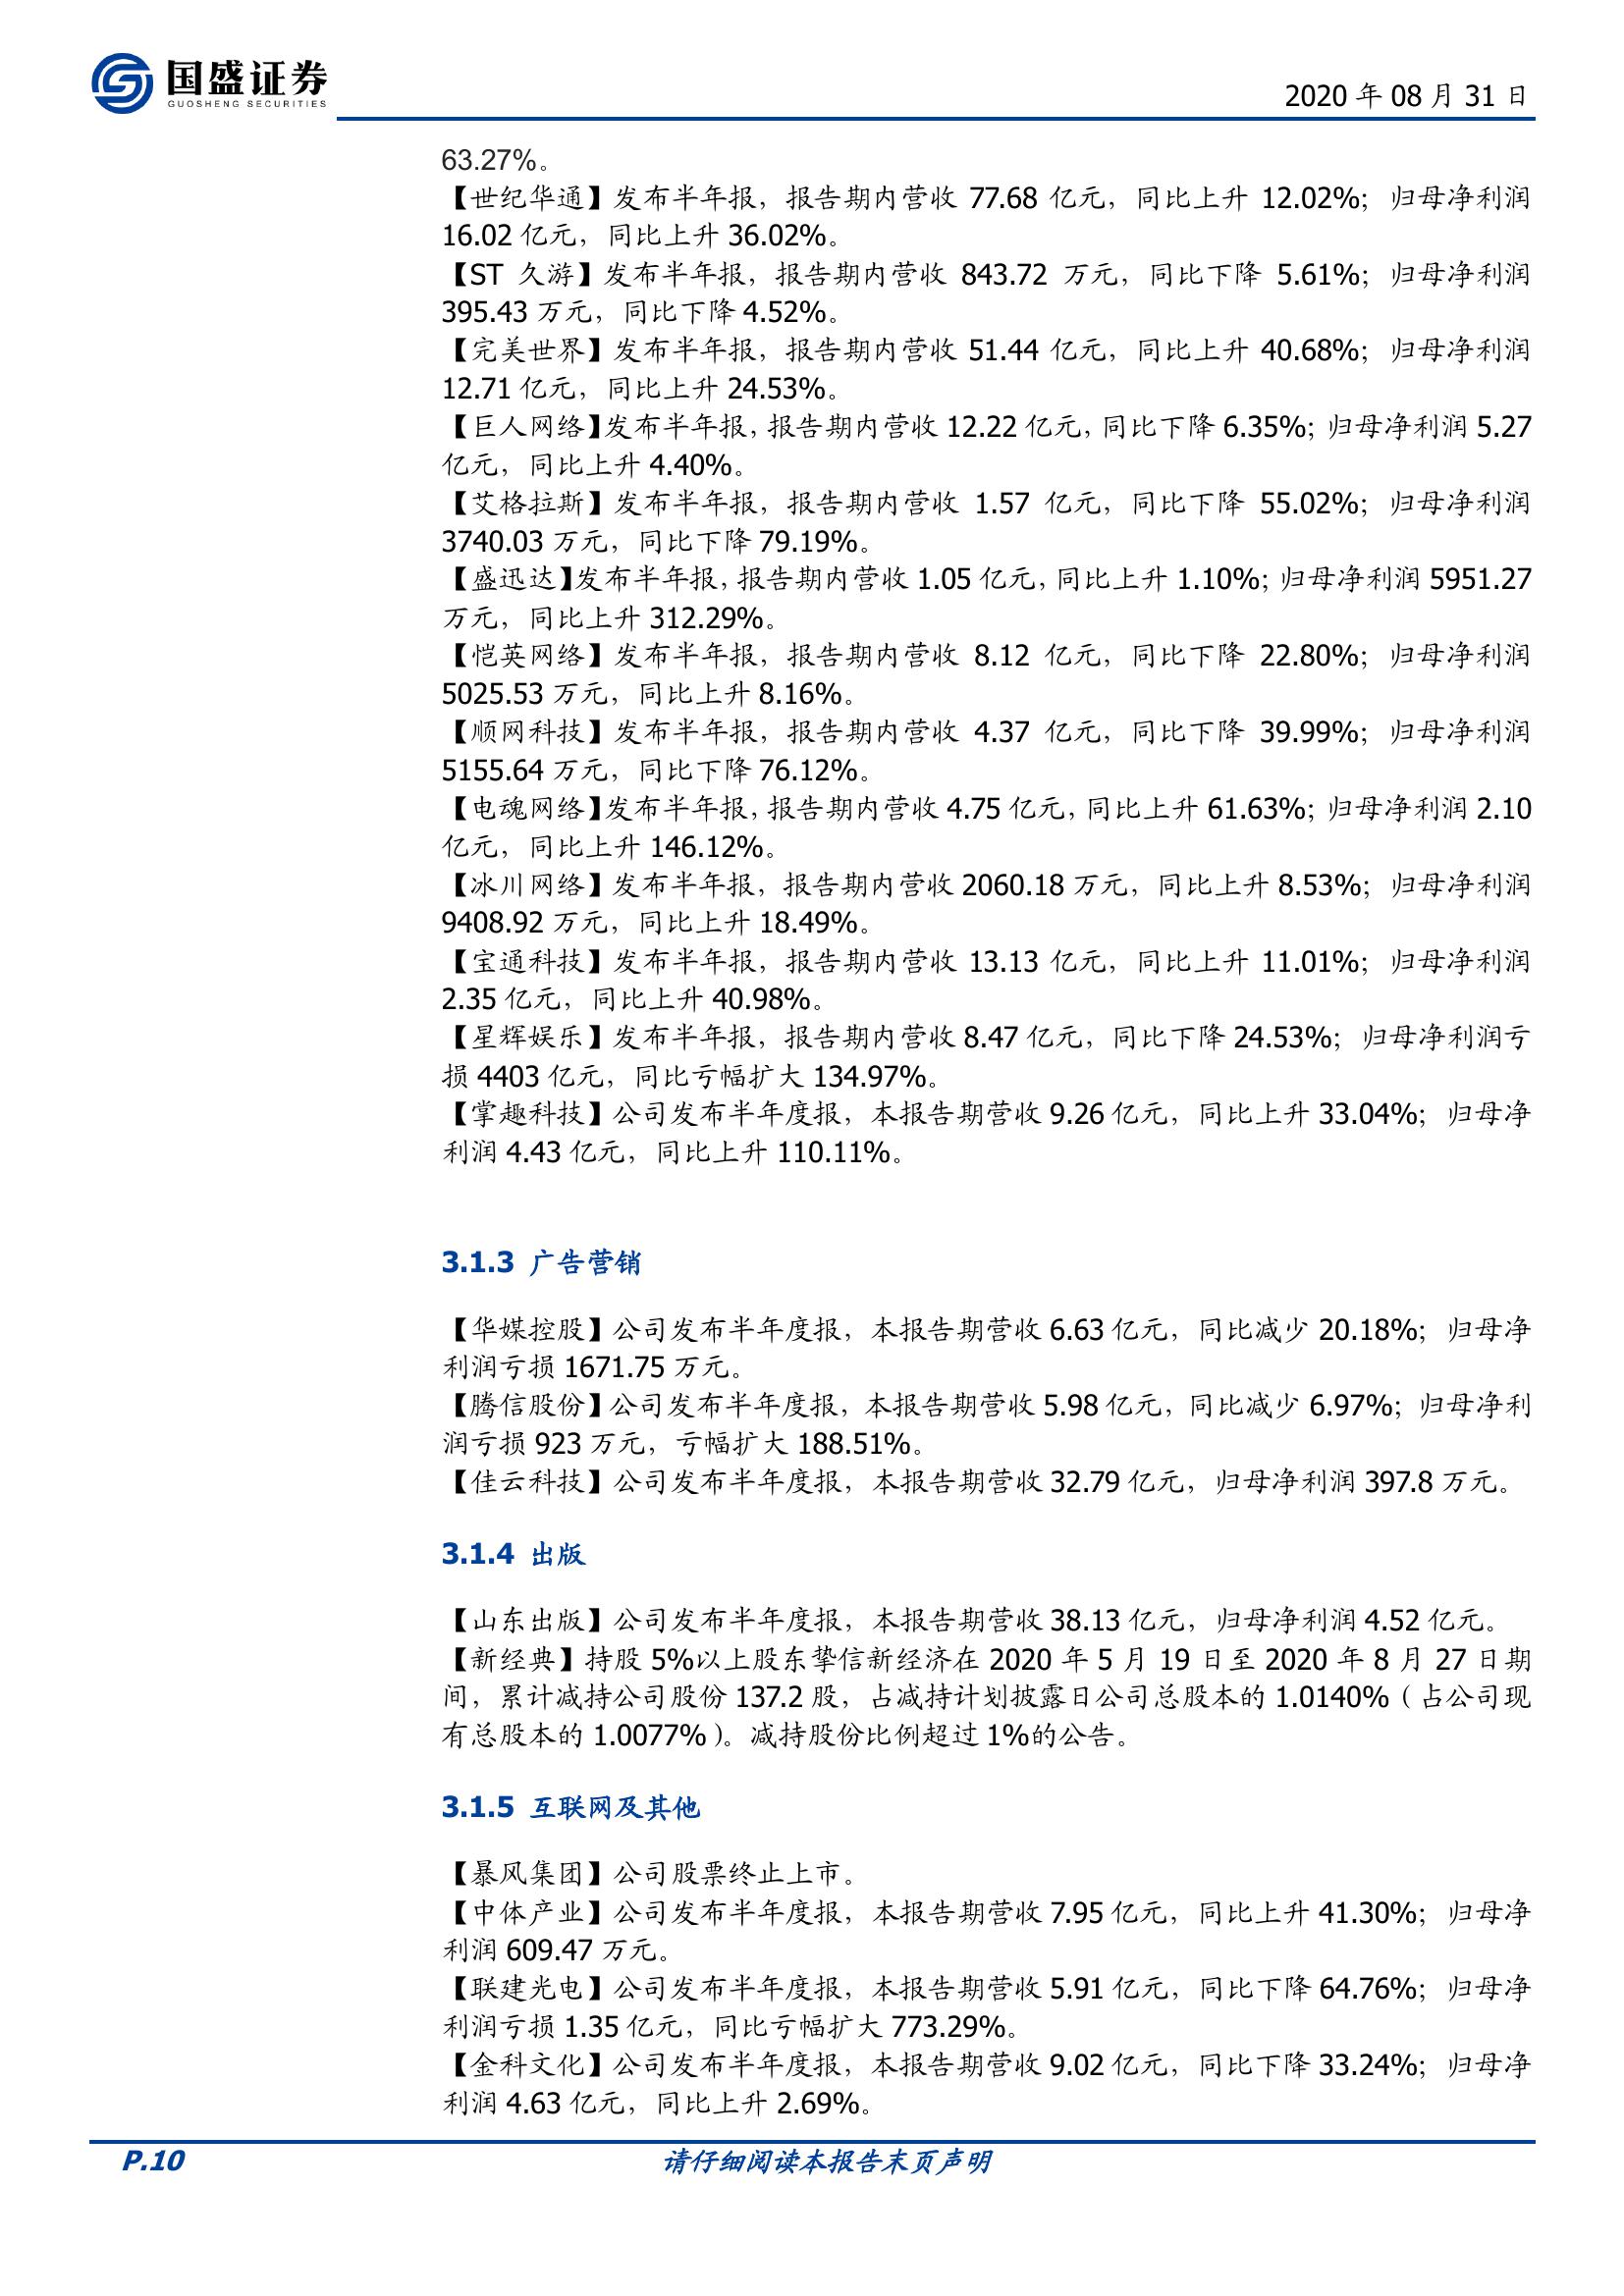 国盛证券
GUOSHENG SECURITIES
2020 年 08 月 31 日
63.27%。
【世纪华通】发布半年报，报告期内营收 77.68 亿元，同比上升 12.02%；归母净利润
16.02 亿元，同比上升 36.02%。
【ST 久游】发布半年报，报告期内营收 843.72 万元，同比下降 5.61%；归母净利润
395.43 万元，同比下降 4.52%。
【完美世界】发布半年报，报告期内营收 51.44 亿元，同比上升 40.68%；归母净利润
12.71 亿元，同比上升 24.53%。
【巨人网络】发布半年报，报告期内营收 12.22 亿元，同比下降 6.35%；归母净利润 5.27
亿元，同比上升 4.40%。
【艾格拉斯】发布半年报，报告期内营收 1.57 亿元，同比下降 55.02%；归母净利润
3740.03 万元，同比下降 79.19%。
【盛迅达】发布半年报，报告期内营收 1.05 亿元，同比上升 1.10%；归母净利润 5951.27
万元，同比上升 312.29%。
【恺英网络】发布半年报，报告期内营收 8.12 亿元，同比下降 22.80%；归母净利润
5025.53 万元，同比上升 8.16%。
【顺网科技】发布半年报，报告期内营收 4.37 亿元，同比下降 39.99%；归母净利润
5155.64 万元，同比下降 76.12%。
【电魂网络】发布半年报，报告期内营收 4.75 亿元，同比上升 61.63%；归母净利润 2.10
亿元，同比上升 146.12%。
【冰川网络】发布半年报，报告期内营收 2060.18 万元，同比上升 8.53%；归母净利润
9408.92 万元，同比上升 18.49%。
【宝通科技】发布半年报，报告期内营收 13.13 亿元，同比上升 11.01%；归母净利润
2.35 亿元，同比上升 40.98%。
【星辉娱乐】发布半年报，报告期内营收 8.47 亿元，同比下降 24.53%；归母净利润亏
损 4403 亿元，同比亏幅扩大 134.97%。
【掌趣科技】公司发布半年度报，本报告期营收 9.26 亿元，同比上升 33.04%；归母净
利润 4.43 亿元，同比上升 110.11%。
3.1.3 广告营销
【华媒控股】公司发布半年度报，本报告期营收 6.63 亿元，同比减少 20.18%；归母净
利润亏损 1671.75 万元。
【腾信股份】公司发布半年度报，本报告期营收 5.98 亿元，同比减少 6.97%；归母净利
润亏损 923 万元，亏幅扩大 188.51%。
【佳云科技】公司发布半年度报，本报告期营收 32.79 亿元，归母净利润 397.8 万元。
3.1.4 出版
【山东出版】公司发布半年度报，本报告期营收 38.13 亿元，归母净利润 4.52 亿元。
【新经典】持股 5%以上股东挚信新经济在 2020 年 5 月 19 日至 2020 年 8 月 27 日期
间，累计减持公司股份 137.2 股，占减持计划披露日公司总股本的 1.0140%（占公司现
有总股本的 1.0077%）。减持股份比例超过 1%的公告。
3.1.5 互联网及其他
【暴风集团】公司股票终止上市。
【中体产业】公司发布半年度报，本报告期营收 7.95 亿元，同比上升 41.30%；归母净
利润 609.47 万元。
【联建光电】公司发布半年度报，本报告期营收 5.91 亿元，同比下降 64.76%；归母净
利润亏损 1.35 亿元，同比亏幅扩大 773.29%。
【金科文化】公司发布半年度报，本报告期营收 9.02 亿元，同比下降 33.24%；归母净
利润 4.63 亿元，同比上升 2.69%。
P.10
请仔细阅读本报告末页声明